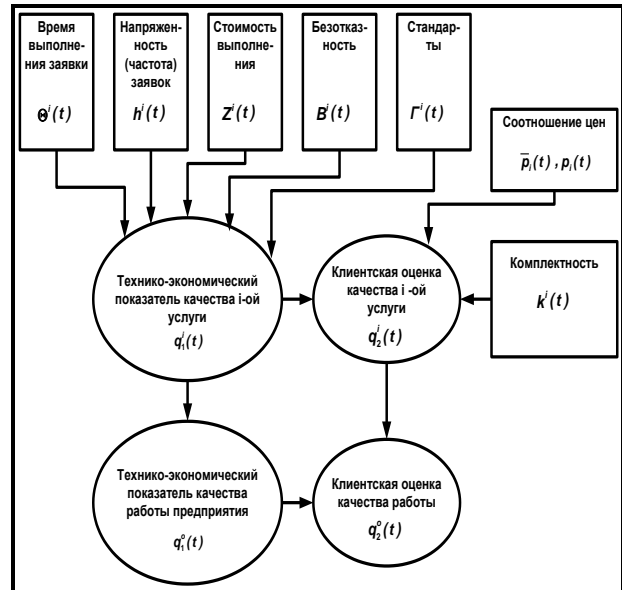 Время
выполне-
ния заявки
Θ^i(t)
Напряжен-
ность
(частота)
заявок
h^i(t)
Стоимость
выполне-
ния
Z^i(t)
Безотказ-
ность
B^i(t)
Стандар-
ты
Г^i(t)
Соотношение цен
p̅_i(t) , p_i(t)
Технико-экономический
показатель качества i-ой
услуги
q_1^i(t)
Клиентская оценка
качества i -ой
услуги
q_2^i(t)
Комплектность
k^i(t)
Технико-экономический
показатель качества
работы предприятия
q_1^o(t)
Клиентская оценка
качества работы
q_2^o(t)